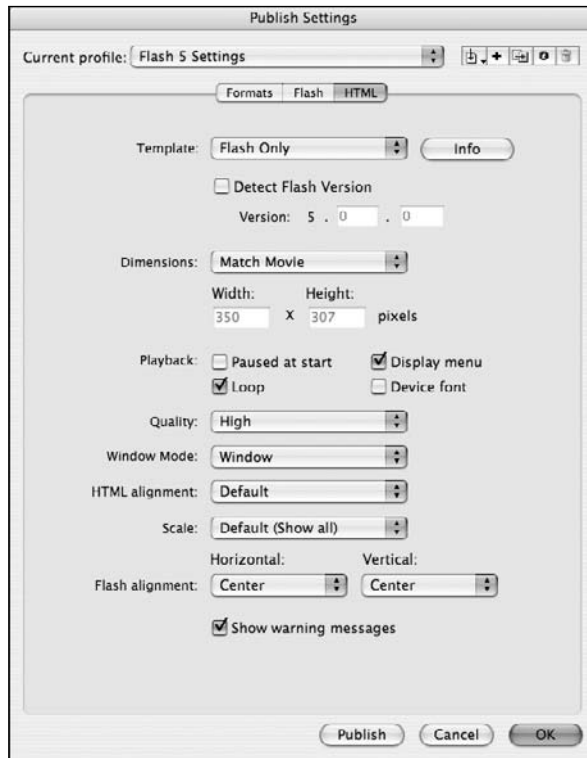 Publish Settings
Current profile: Flash 5 Settings
Formats Flash HTML
Template: Flash Only Info
Detect Flash Version
Version: 5 . 0 . 0
Dimensions: Match Movie
Width: Height:
350 X 307 pixels
Playback: Paused at start Display menu
Loop Device font
Quality: High
Window Mode: Window
HTML alignment: Default
Scale: Default (Show all)
Horizontal: Vertical:
Flash alignment: Center Center
Show warning messages
Publish Cancel OK